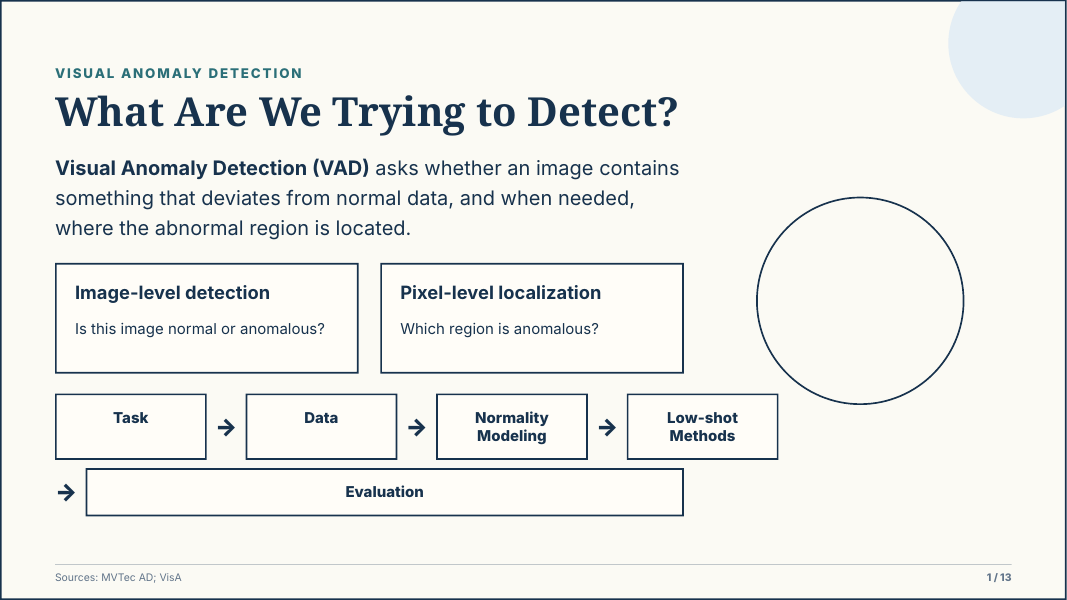 VISUAL ANOMALY DETECTION
What Are We Trying to Detect?
Visual Anomaly Detection (VAD) asks whether an image contains
something that deviates from normal data, and when needed,
where the abnormal region is located.
Image-level detection
Is this image normal or anomalous?
Pixel-level localization
Which region is anomalous?
Task
→
Data
→
Normality
Modeling
→
Low-shot
Methods
→
Evaluation
Sources: MVTec AD; VisA
1 / 13